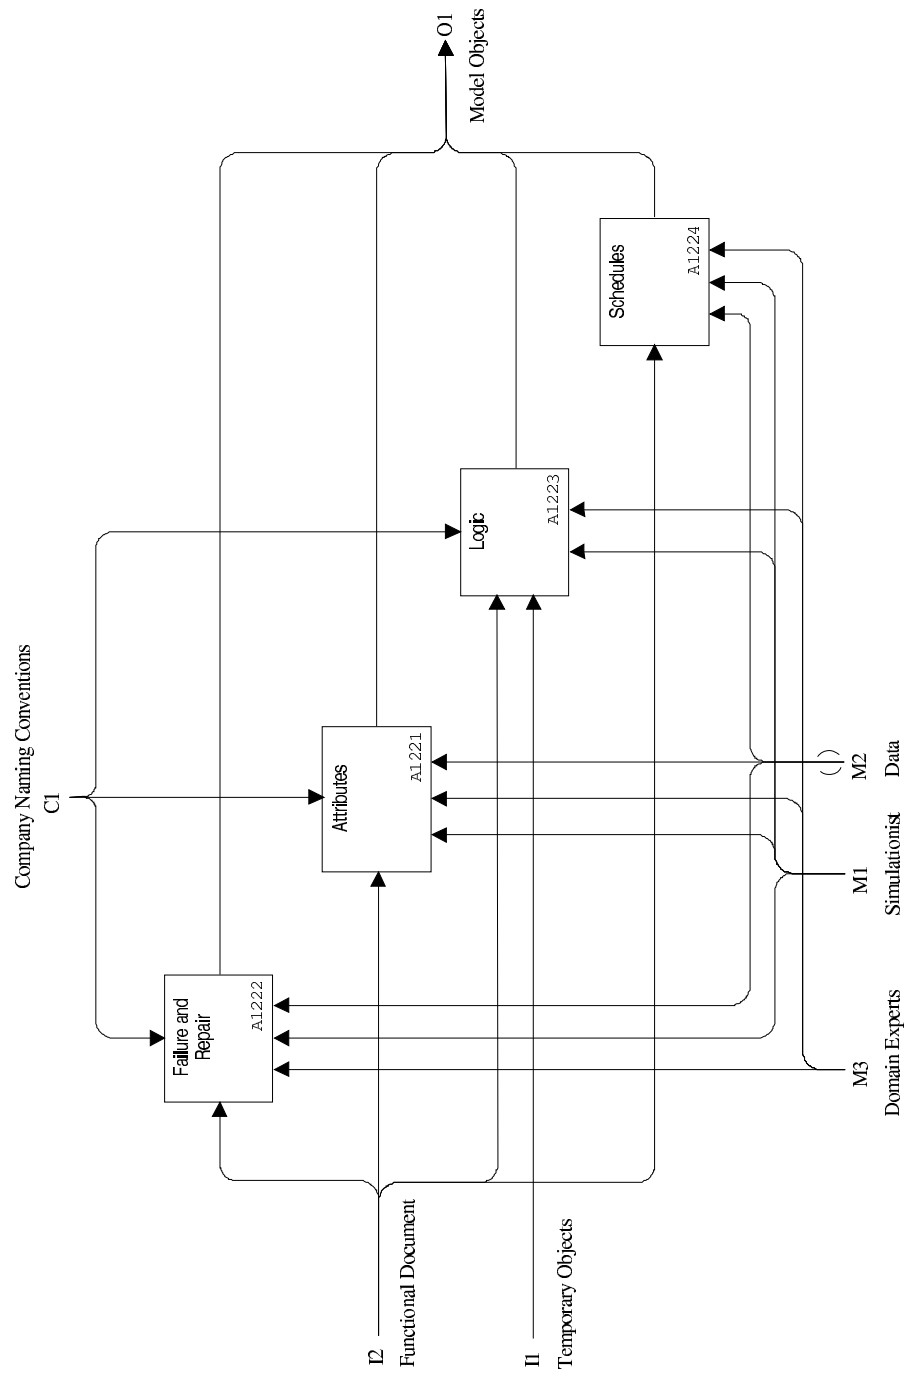 Company Naming Conventions
C1
Failure and
Repair
A1222
Attributes
A1221
Logic
A1223
Schedules
A1224
I2
Functional Document
I1
Temporary Objects
O1
Model Objects
M3
Domain Experts
M1
Simulationist
M2
Data